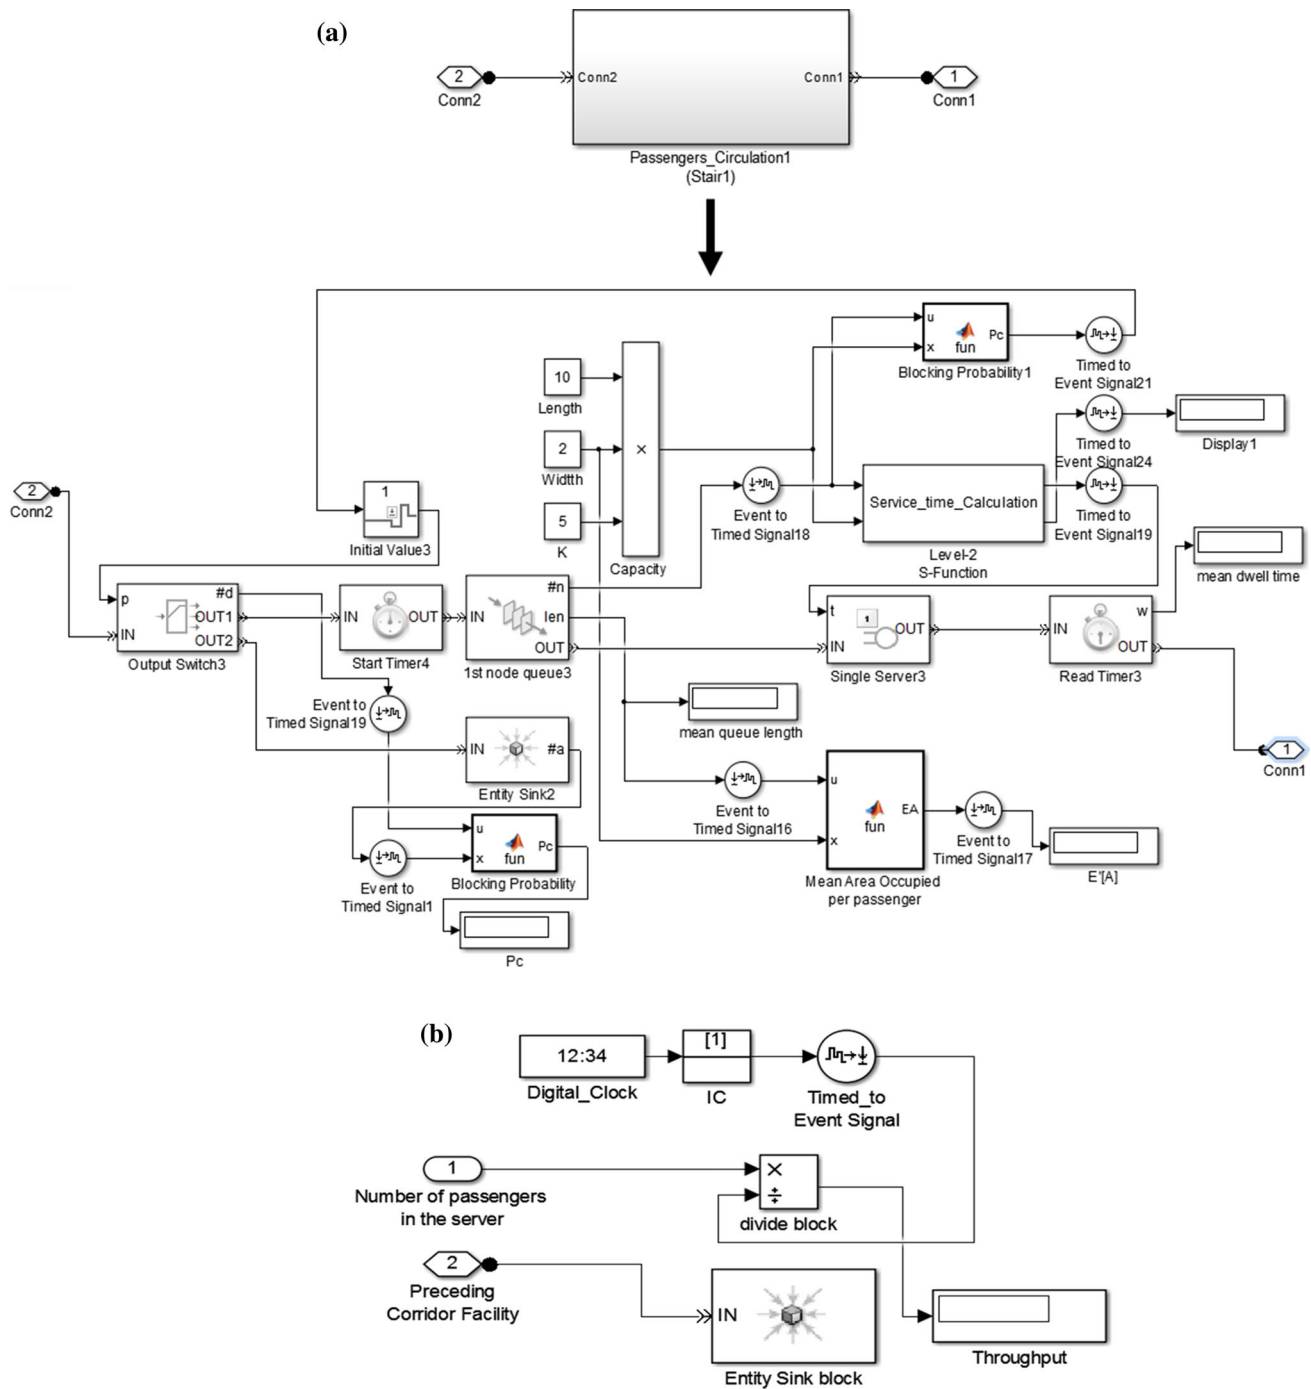 (a)
2
Conn2
Conn2
Conn1
1
Conn1
Passengers_Circulation1
(Stair1)
u
x
fun
Pc
Blocking Probability1
Timed to
Event Signal21
10
Length
2
Widtth
5
K
×
Capacity
Timed to
Event Signal24
Display1
Event to
Timed Signal18
Service_time_Calculation
Level-2
S-Function
Timed to
Event Signal19
mean dwell time
2
Conn2
1
Initial Value3
p
IN
#d
OUT1
OUT2
Output Switch3
IN
OUT
Start Timer4
IN
#n
len
OUT
1st node queue3
t
IN
1
OUT
Single Server3
IN
w
OUT
Read Timer3
Event to
Timed Signal19
mean queue length
IN
#a
Entity Sink2
1
Conn1
Event to
Timed Signal16
u
x
fun
EA
Mean Area Occupied
per passenger
Event to
Timed Signal17
E'[A]
Event to
Timed Signal1
u
x
fun
Pc
Blocking Probability
Pc
(b)
12:34
Digital_Clock
[1]
IC
Timed_to
Event Signal
1
Number of passengers
in the server
×
÷
divide block
2
Preceding
Corridor Facility
IN
Entity Sink block
Throughput